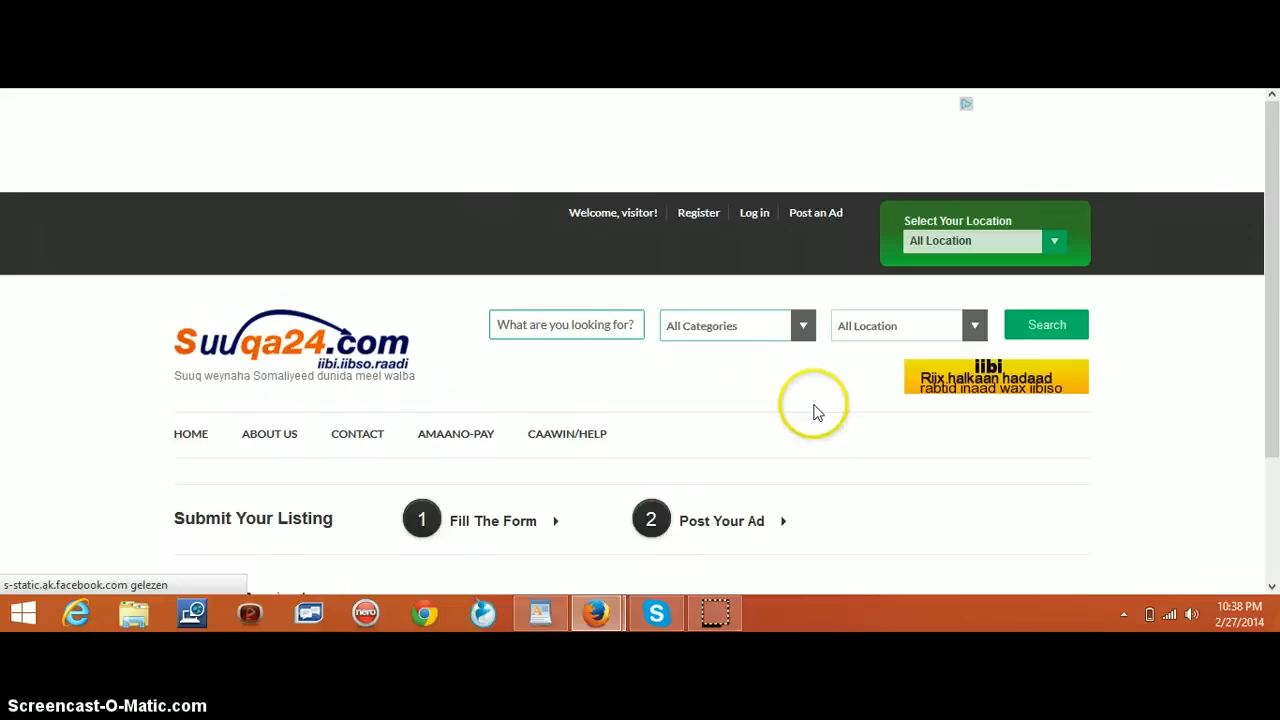 Welcome, visitor! Register Log in Post an Ad
Select Your Location
All Location
Suuqa24.com
iibi.iibso.raadi
Suuq weynaha Somaliyeed dunida meel walba
What are you looking for? All Categories All Location Search
iibi
Riix halkaan hadaad
rabtid inaad wax iibiso
HOME ABOUT US CONTACT AMAANO-PAY CAAWIN/HELP
Submit Your Listing 1 Fill The Form 2 Post Your Ad
s-static.ak.facebook.com gelezen
nero
10:38 PM
2/27/2014
Screencast-O-Matic.com